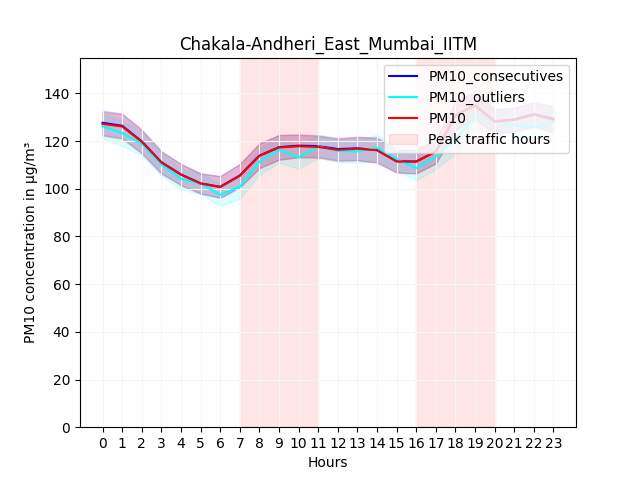 Chakala-Andheri_East_Mumbai_IITM
PM10 concentration in µg/m³
140
120
100
80
60
40
20
0
PM10_consecutives
PM10_outliers
PM10
Peak traffic hours
0 1 2 3 4 5 6 7 8 9 10 11 12 13 14 15 16 17 18 19 20 21 22 23
Hours